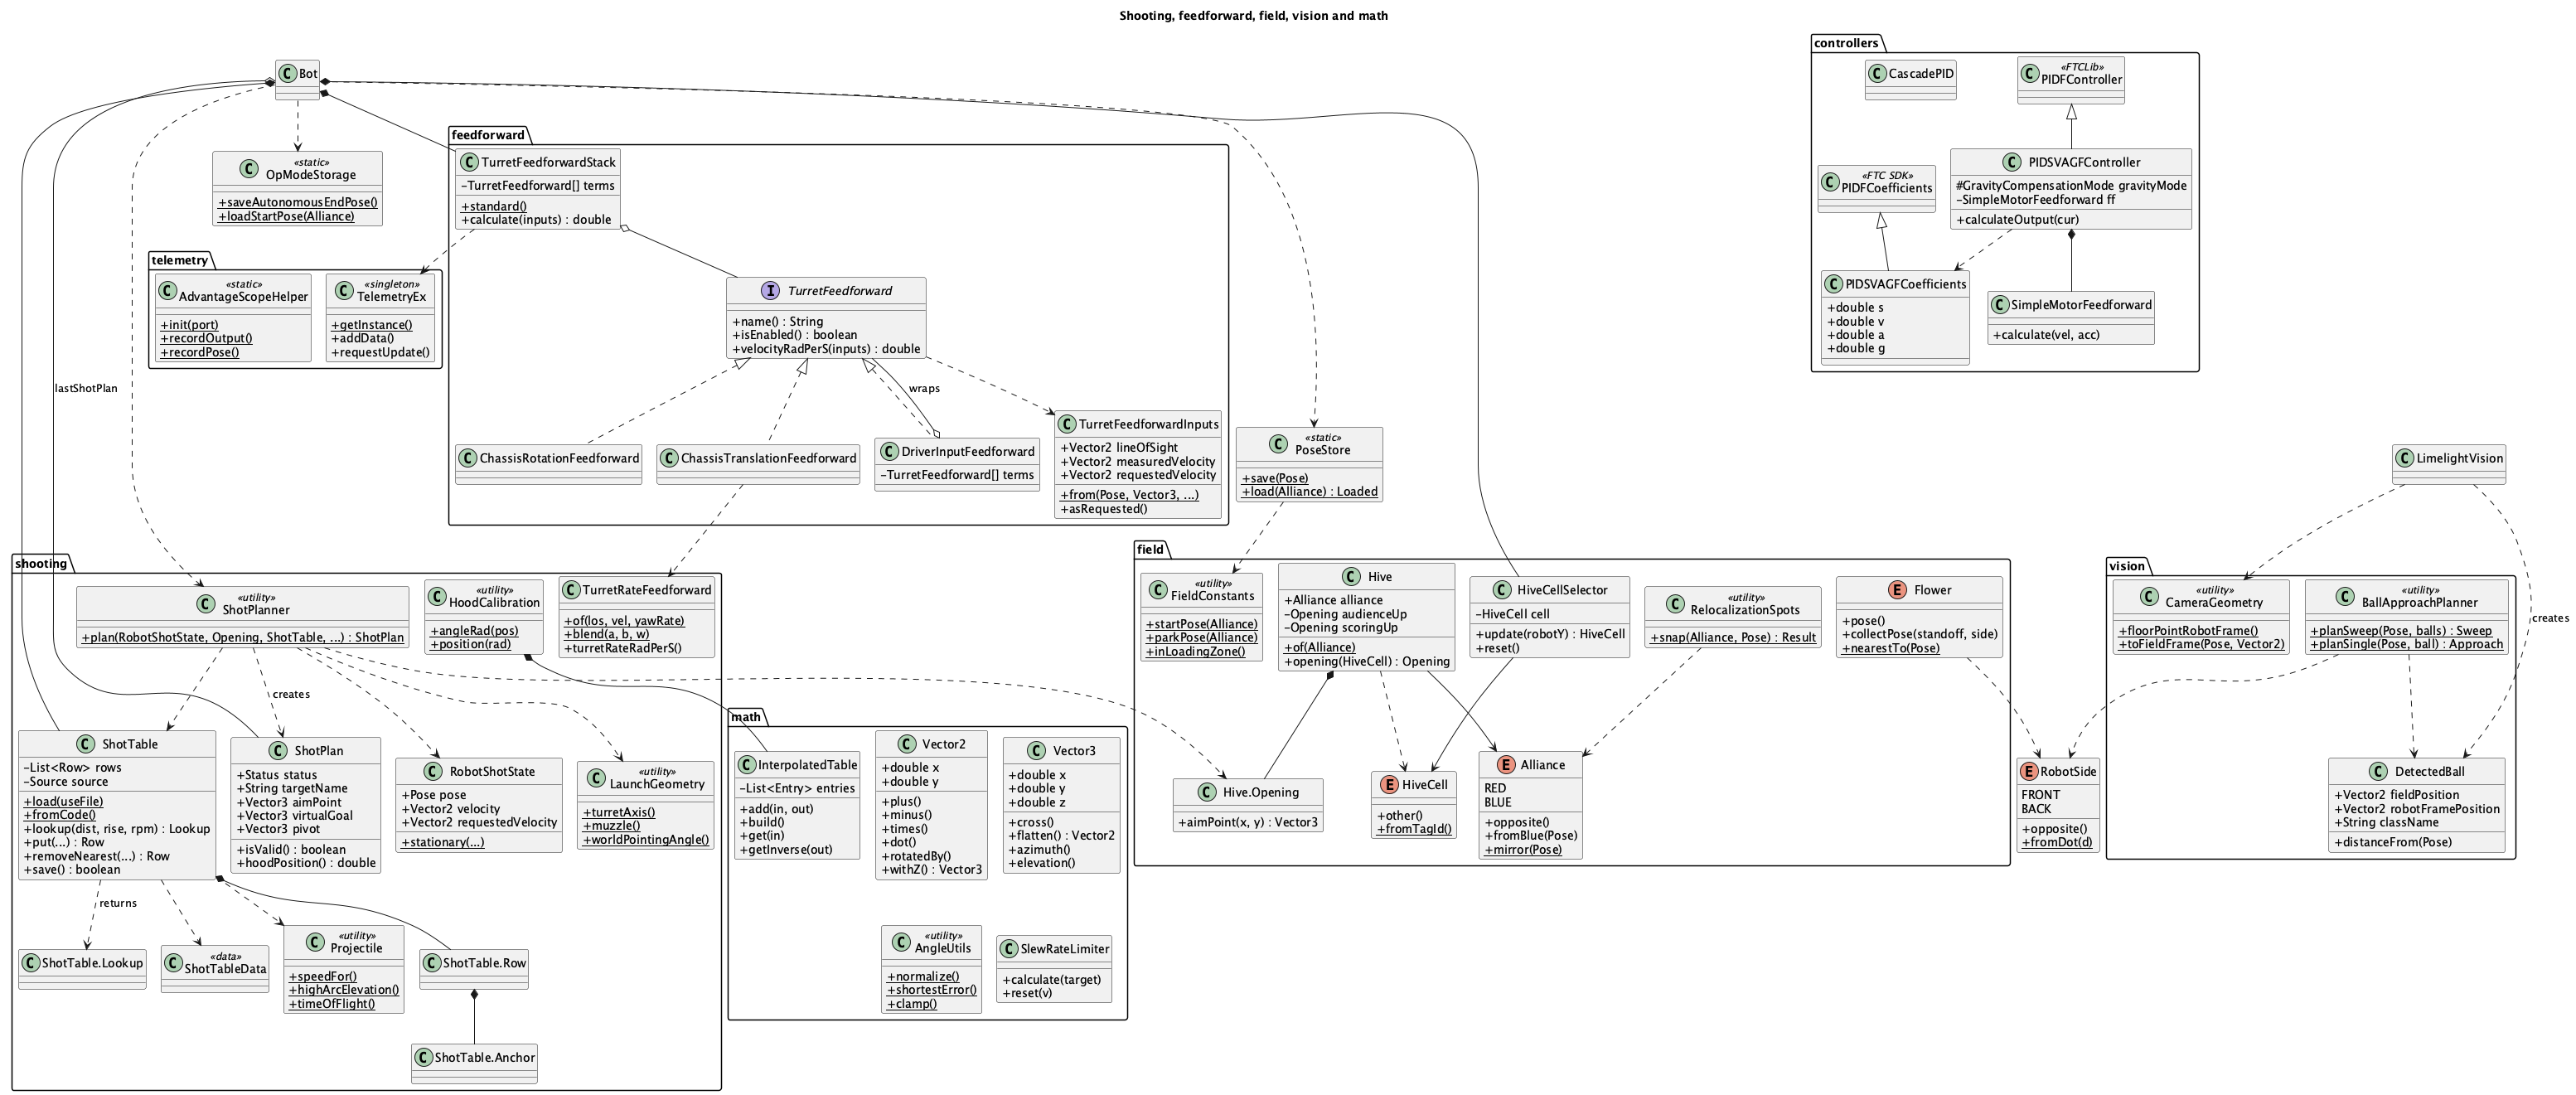 Shooting, feedforward, field, vision and math
Bot
«static»
OpModeStorage
+saveAutonomousEndPose()
+loadStartPose(Alliance)
telemetry
«static»
AdvantageScopeHelper
+init(port)
+recordOutput()
+recordPose()
«singleton»
TelemetryEx
+getInstance()
+addData()
+requestUpdate()
lastShotPlan
feedforward
TurretFeedforwardStack
-TurretFeedforward[] terms
+standard()
+calculate(inputs) : double
TurretFeedforward
+name() : String
+isEnabled() : boolean
+velocityRadPerS(inputs) : double
wraps
ChassisRotationFeedforward
ChassisTranslationFeedforward
DriverInputFeedforward
-TurretFeedforward[] terms
TurretFeedforwardInputs
+Vector2 lineOfSight
+Vector2 measuredVelocity
+Vector2 requestedVelocity
+from(Pose, Vector3, ...)
+asRequested()
«static»
PoseStore
+save(Pose)
+load(Alliance) : Loaded
controllers
CascadePID
«FTCLib»
PIDFController
«FTC SDK»
PIDFCoefficients
PIDSVAGFController
#GravityCompensationMode gravityMode
-SimpleMotorFeedforward ff
+calculateOutput(cur)
PIDSVAGFCoefficients
+double s
+double v
+double a
+double g
SimpleMotorFeedforward
+calculate(vel, acc)
LimelightVision
creates
shooting
«utility»
ShotPlanner
+plan(RobotShotState, Opening, ShotTable, ...) : ShotPlan
«utility»
HoodCalibration
+angleRad(pos)
+position(rad)
TurretRateFeedforward
+of(los, vel, yawRate)
+blend(a, b, w)
+turretRateRadPerS()
creates
ShotTable
-List<Row> rows
-Source source
+load(useFile)
+fromCode()
+lookup(dist, rise, rpm) : Lookup
+put(...) : Row
+removeNearest(...) : Row
+save() : boolean
ShotPlan
+Status status
+String targetName
+Vector3 aimPoint
+Vector3 virtualGoal
+Vector3 pivot
+isValid() : boolean
+hoodPosition() : double
RobotShotState
+Pose pose
+Vector2 velocity
+Vector2 requestedVelocity
+stationary(...)
«utility»
LaunchGeometry
+turretAxis()
+muzzle()
+worldPointingAngle()
returns
ShotTable.Lookup
«data»
ShotTableData
«utility»
Projectile
+speedFor()
+highArcElevation()
+timeOfFlight()
ShotTable.Row
ShotTable.Anchor
math
InterpolatedTable
-List<Entry> entries
+add(in, out)
+build()
+get(in)
+getInverse(out)
Vector2
+double x
+double y
+plus()
+minus()
+times()
+dot()
+rotatedBy()
+withZ() : Vector3
Vector3
+double x
+double y
+double z
+cross()
+flatten() : Vector2
+azimuth()
+elevation()
«utility»
AngleUtils
+normalize()
+shortestError()
+clamp()
SlewRateLimiter
+calculate(target)
+reset(v)
field
«utility»
FieldConstants
+startPose(Alliance)
+parkPose(Alliance)
+inLoadingZone()
Hive
+Alliance alliance
-Opening audienceUp
-Opening scoringUp
+of(Alliance)
+opening(HiveCell) : Opening
HiveCellSelector
-HiveCell cell
+update(robotY) : HiveCell
+reset()
«utility»
RelocalizationSpots
+snap(Alliance, Pose) : Result
Flower
+pose()
+collectPose(standoff, side)
+nearestTo(Pose)
Hive.Opening
+aimPoint(x, y) : Vector3
HiveCell
+other()
+fromTagId()
Alliance
RED
BLUE
+opposite()
+fromBlue(Pose)
+mirror(Pose)
RobotSide
FRONT
BACK
+opposite()
+fromDot(d)
vision
«utility»
CameraGeometry
+floorPointRobotFrame()
+toFieldFrame(Pose, Vector2)
«utility»
BallApproachPlanner
+planSweep(Pose, balls) : Sweep
+planSingle(Pose, ball) : Approach
DetectedBall
+Vector2 fieldPosition
+Vector2 robotFramePosition
+String className
+distanceFrom(Pose)